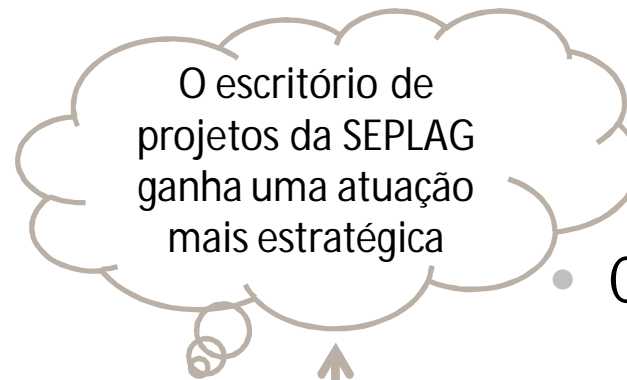 O escritório de
projetos da SEPLAG
ganha uma atuação
mais estratégica